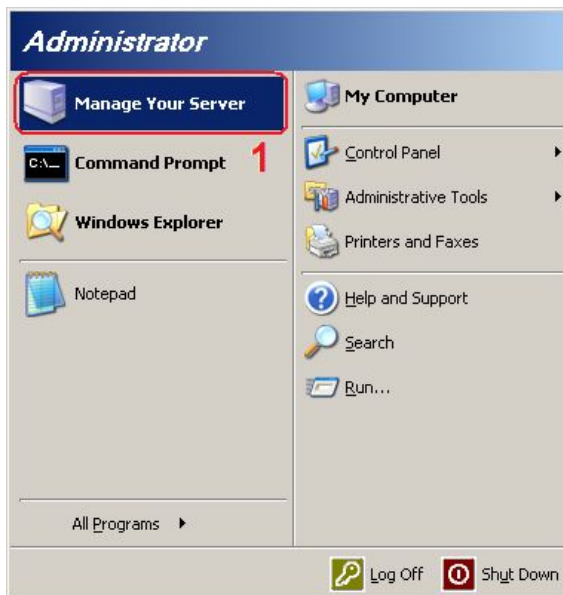 Administrator
Manage Your Server
1
C:\_
Command Prompt
Windows Explorer
Notepad
All Programs
My Computer
Control Panel
Administrative Tools
Printers and Faxes
Help and Support
Search
Run...
Log Off
Shut Down